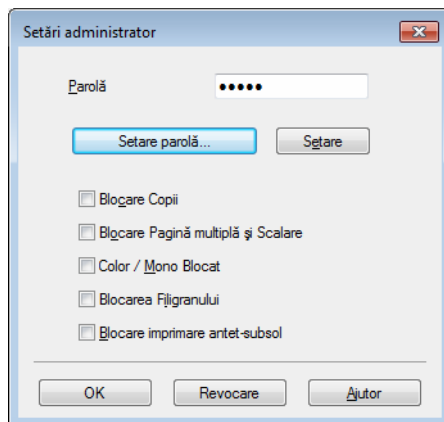 Setări administrator
Parolă
Setare parolă...
Setare
Blocare Copii
Blocare Pagină multiplă şi Scalare
Color / Mono Blocat
Blocarea Filigranului
Blocare imprimare antet-subsol
OK
Revocare
Ajutor